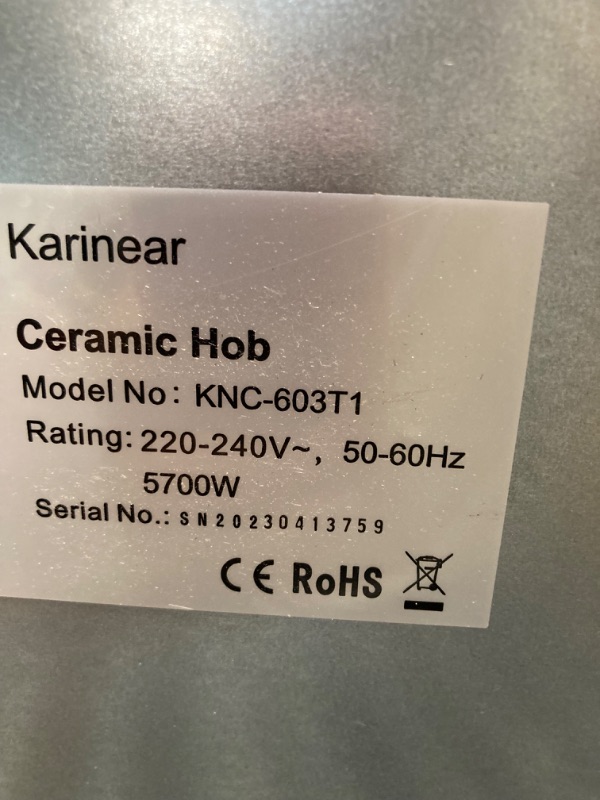 Karinear
Ceramic Hob
Model No: KNC-603T1
Rating: 220-240V~, 50-60Hz
5700W
Serial No.: SN20230413759
CE RoHS